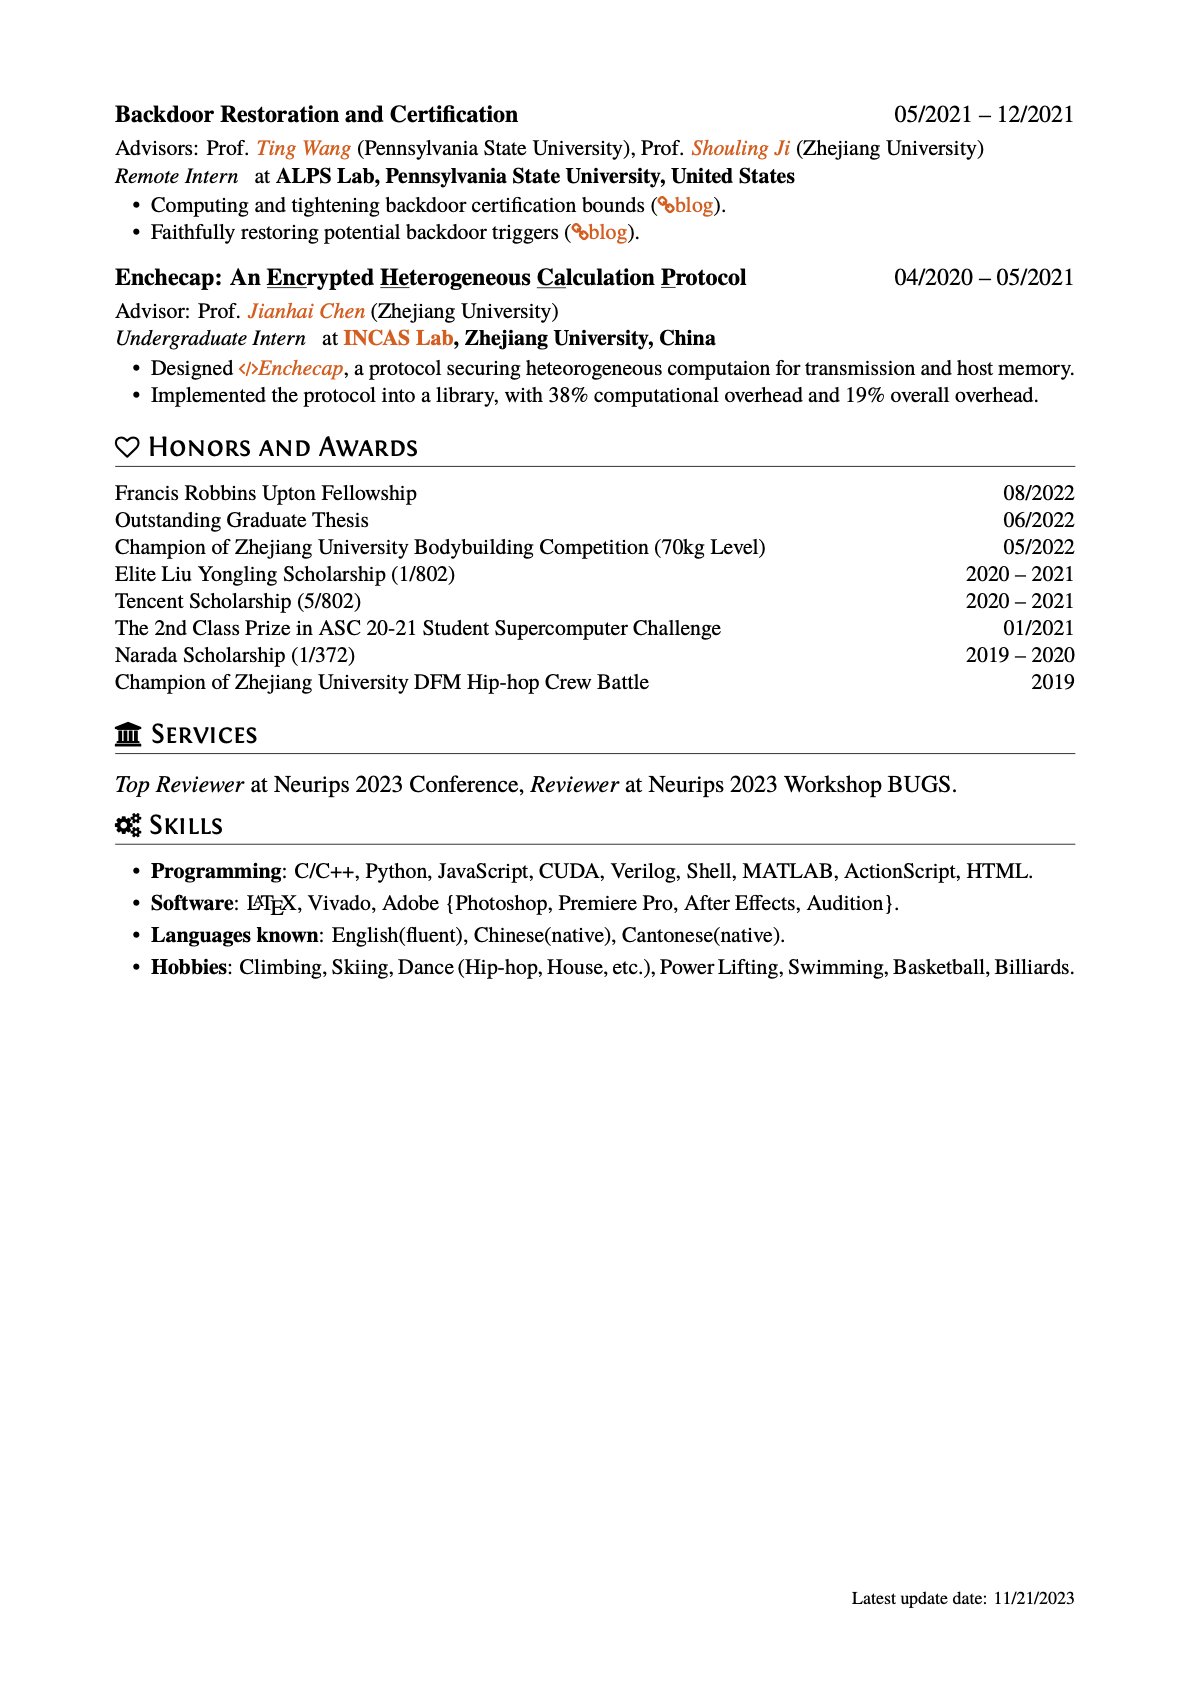 Backdoor Restoration and Certification 05/2021 – 12/2021
Advisors: Prof. Ting Wang (Pennsylvania State University), Prof. Shouling Ji (Zhejiang University)
Remote Intern at ALPS Lab, Pennsylvania State University, United States
• Computing and tightening backdoor certification bounds (blog).
• Faithfully restoring potential backdoor triggers (blog).
Enchecap: An Encrypted Heterogeneous Calculation Protocol 04/2020 – 05/2021
Advisor: Prof. Jianhai Chen (Zhejiang University)
Undergraduate Intern at INCAS Lab, Zhejiang University, China
• Designed </>Enchecap, a protocol securing heteorogeneous computaion for transmission and host memory.
• Implemented the protocol into a library, with 38% computational overhead and 19% overall overhead.
HONORS AND AWARDS
Francis Robbins Upton Fellowship 08/2022
Outstanding Graduate Thesis 06/2022
Champion of Zhejiang University Bodybuilding Competition (70kg Level) 05/2022
Elite Liu Yongling Scholarship (1/802) 2020 – 2021
Tencent Scholarship (5/802) 2020 – 2021
The 2nd Class Prize in ASC 20-21 Student Supercomputer Challenge 01/2021
Narada Scholarship (1/372) 2019 – 2020
Champion of Zhejiang University DFM Hip-hop Crew Battle 2019
SERVICES
Top Reviewer at Neurips 2023 Conference, Reviewer at Neurips 2023 Workshop BUGS.
SKILLS
• Programming: C/C++, Python, JavaScript, CUDA, Verilog, Shell, MATLAB, ActionScript, HTML.
• Software: LATEX, Vivado, Adobe {Photoshop, Premiere Pro, After Effects, Audition}.
• Languages known: English(fluent), Chinese(native), Cantonese(native).
• Hobbies: Climbing, Skiing, Dance (Hip-hop, House, etc.), Power Lifting, Swimming, Basketball, Billiards.
Latest update date: 11/21/2023